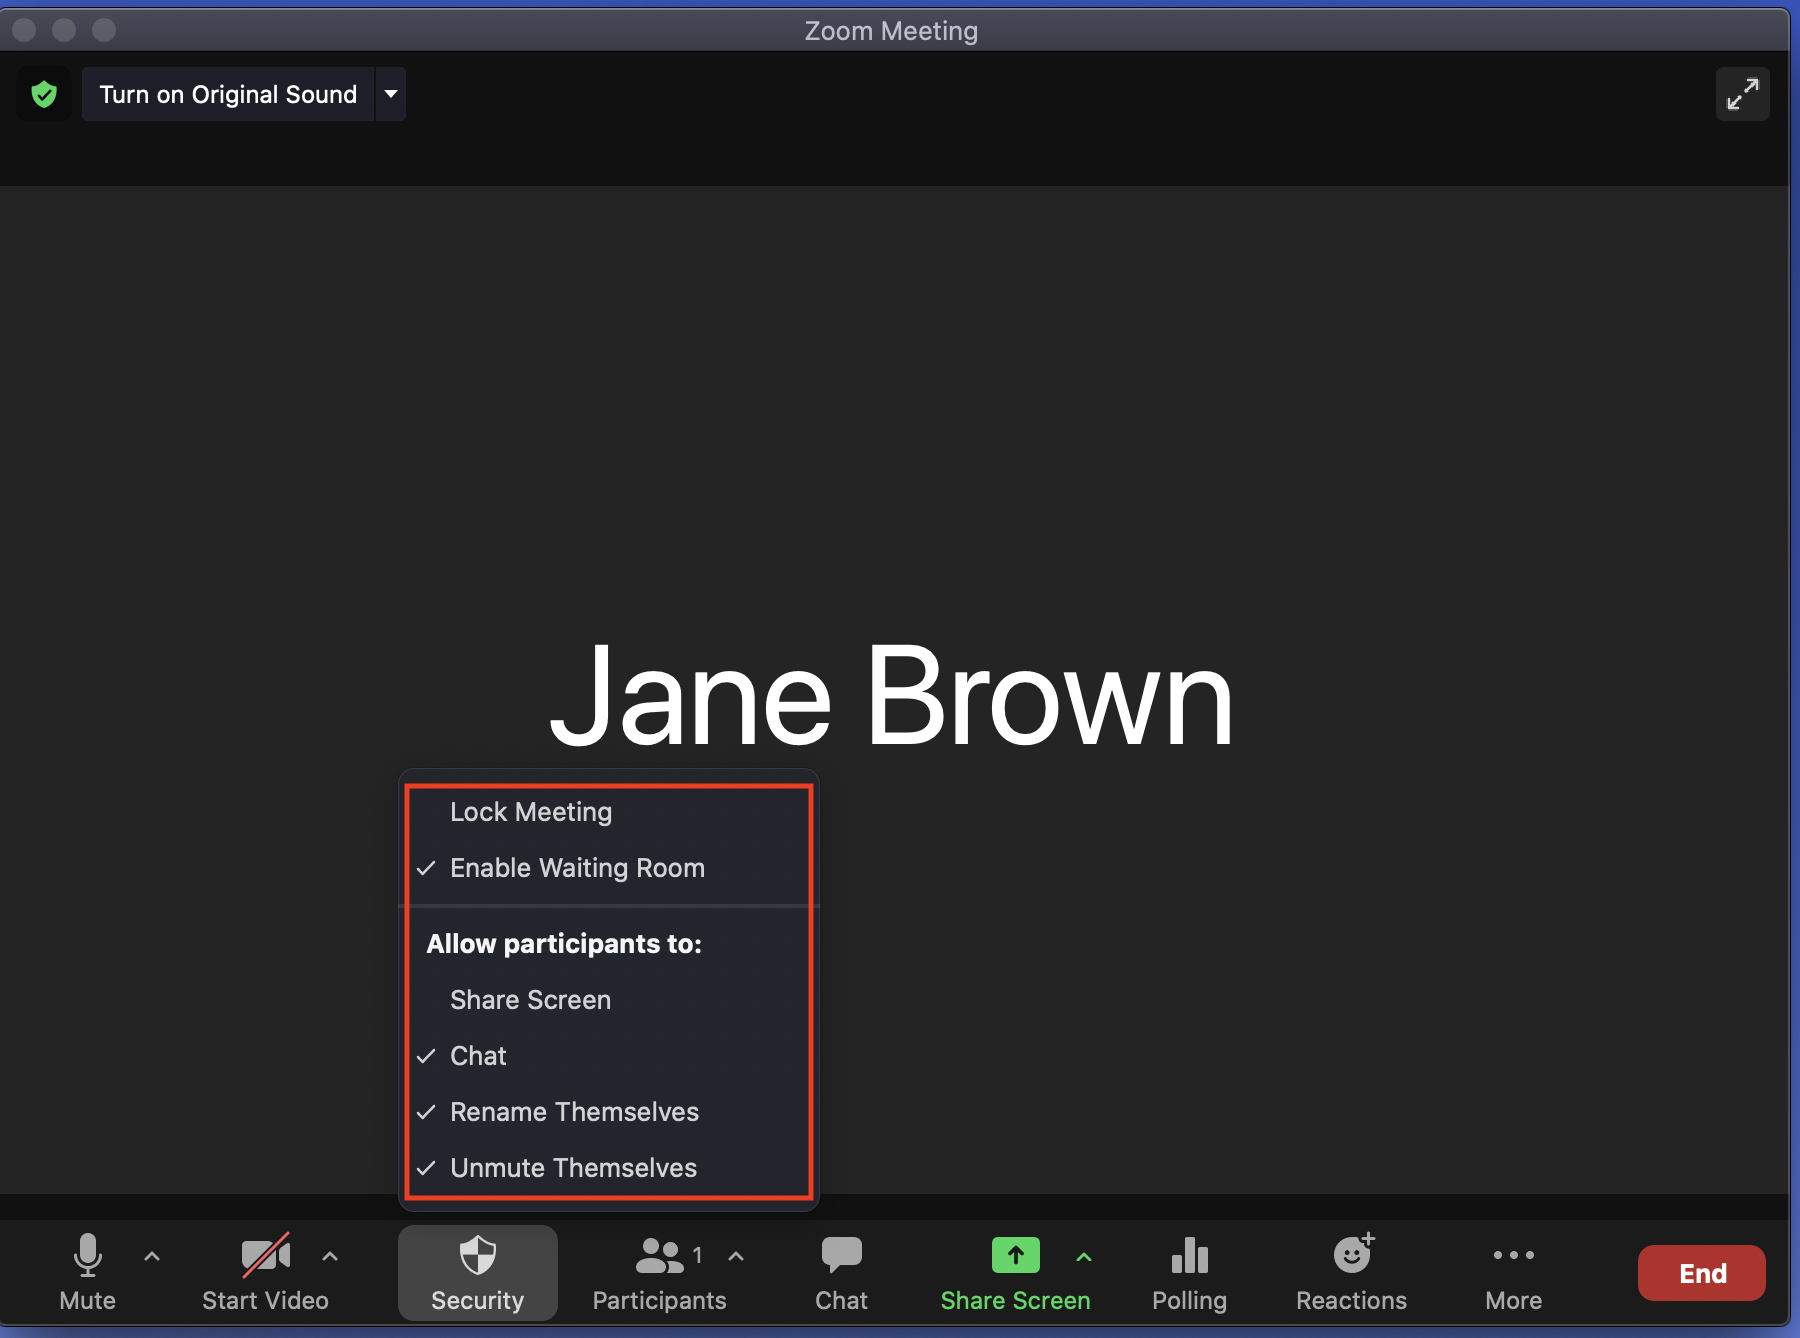 Zoom Meeting
Turn on Original Sound
Jane Brown
Lock Meeting
Enable Waiting Room
Allow participants to:
Share Screen
Chat
Rename Themselves
Unmute Themselves
1
Mute
Start Video
Security
Participants
Chat
Share Screen
Polling
Reactions
More
End